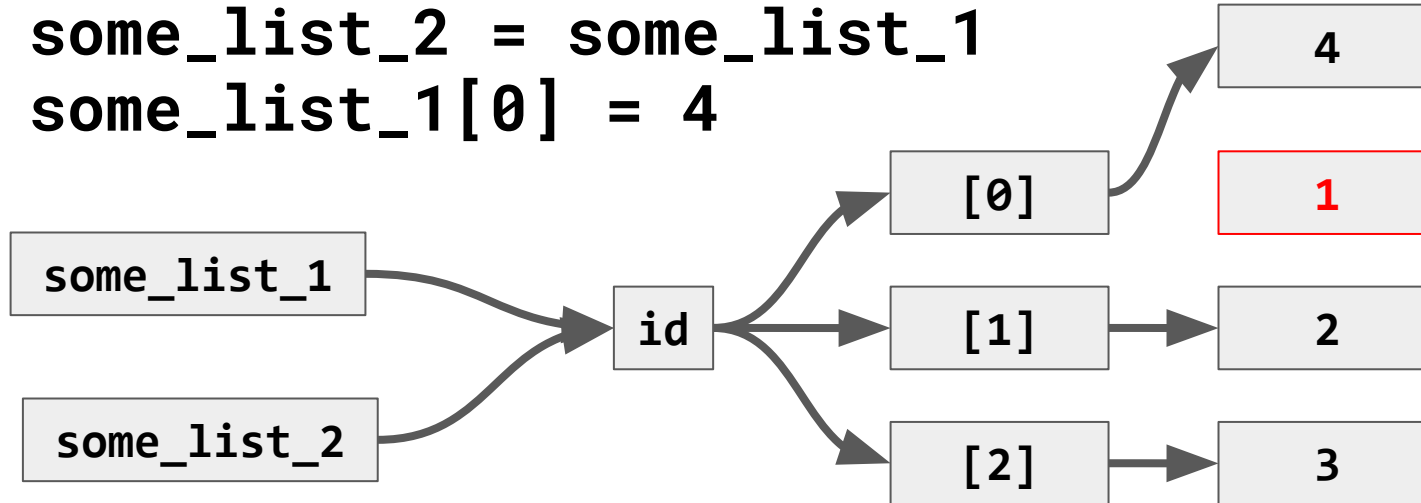 some_list_2 = some_list_1
some_list_1[0] = 4
4
[0]
1
some_list_1
id
[1]
2
some_list_2
[2]
3